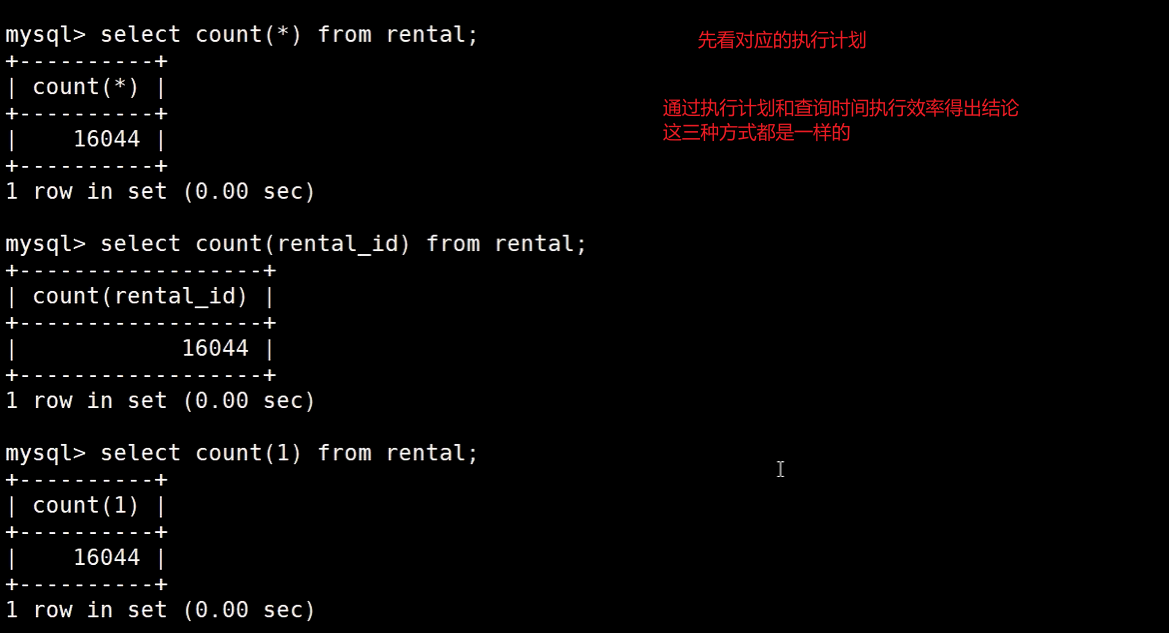 mysql> select count(*) from rental;
先看对应的执行计划
+----------+
| count(*) |
+----------+
通过执行计划和查询时间执行效率得出结论
这三种方式都是一样的
|    16044 |
+----------+
1 row in set (0.00 sec)
mysql> select count(rental_id) from rental;
+------------------+
| count(rental_id) |
+------------------+
|            16044 |
+------------------+
1 row in set (0.00 sec)
mysql> select count(1) from rental;
+----------+
| count(1) |
+----------+
|    16044 |
+----------+
1 row in set (0.00 sec)